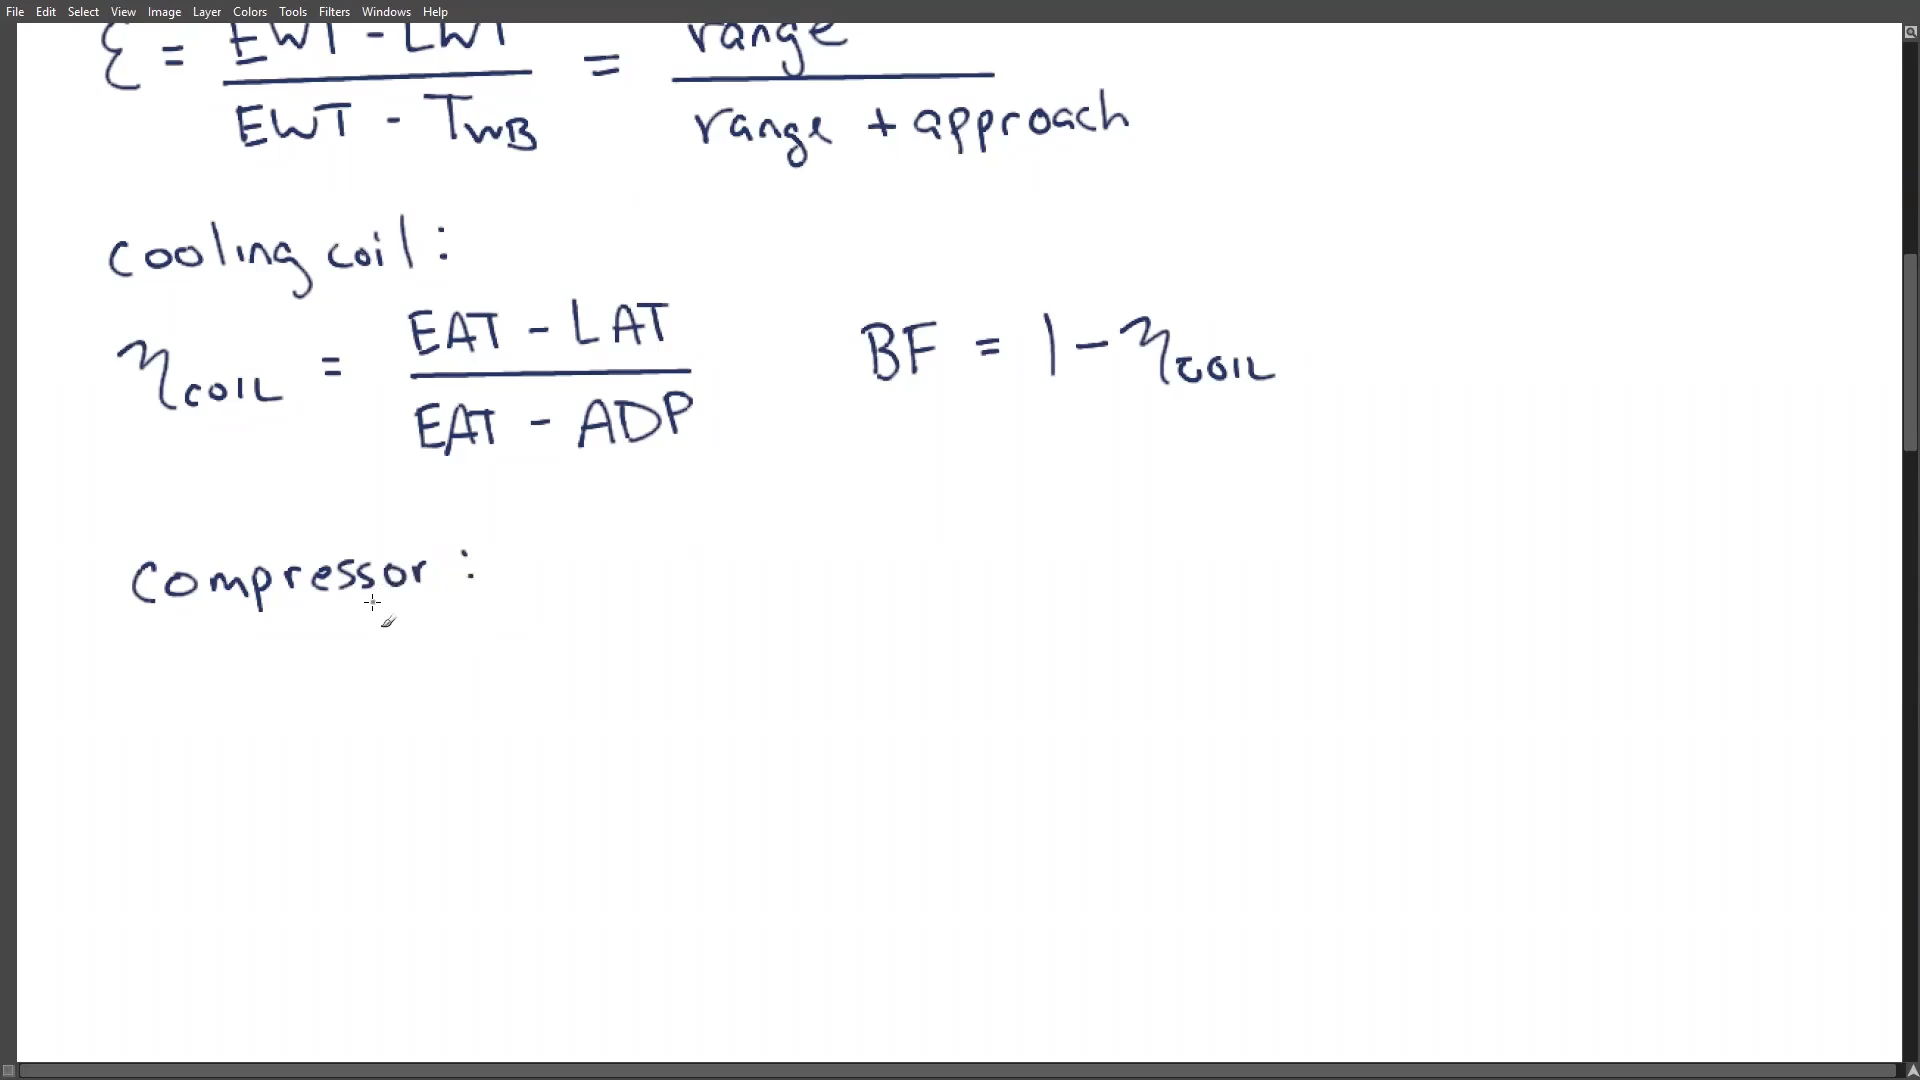 File Edit Select View Image Layer Colors Tools Filters Windows Help
ε = EWT - LWT / EWT - TWB = range / range + approach
cooling coil:
ηCOIL = EAT - LAT / EAT - ADP
BF = 1 - ηCOIL
compressor: